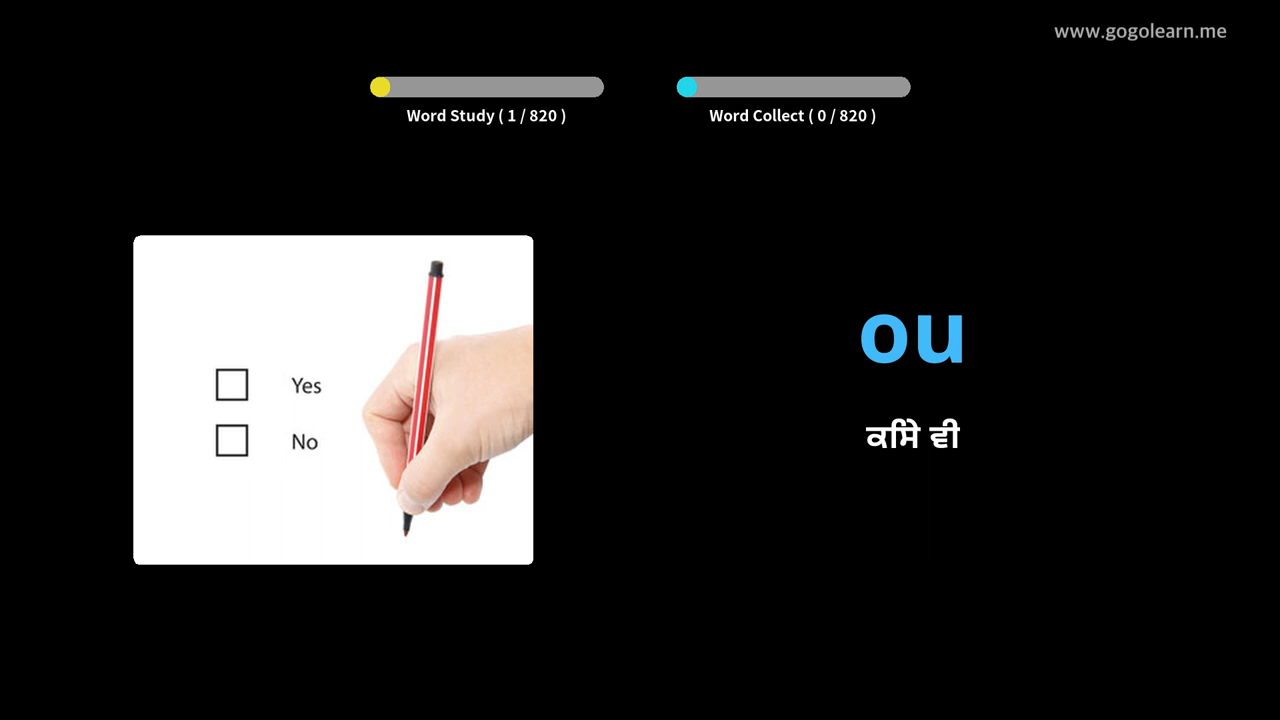 www.gogolearn.me
Word Study ( 1 / 820 )
Word Collect ( 0 / 820 )
Yes
No
ou
ਕਿਸੇ ਵੀ